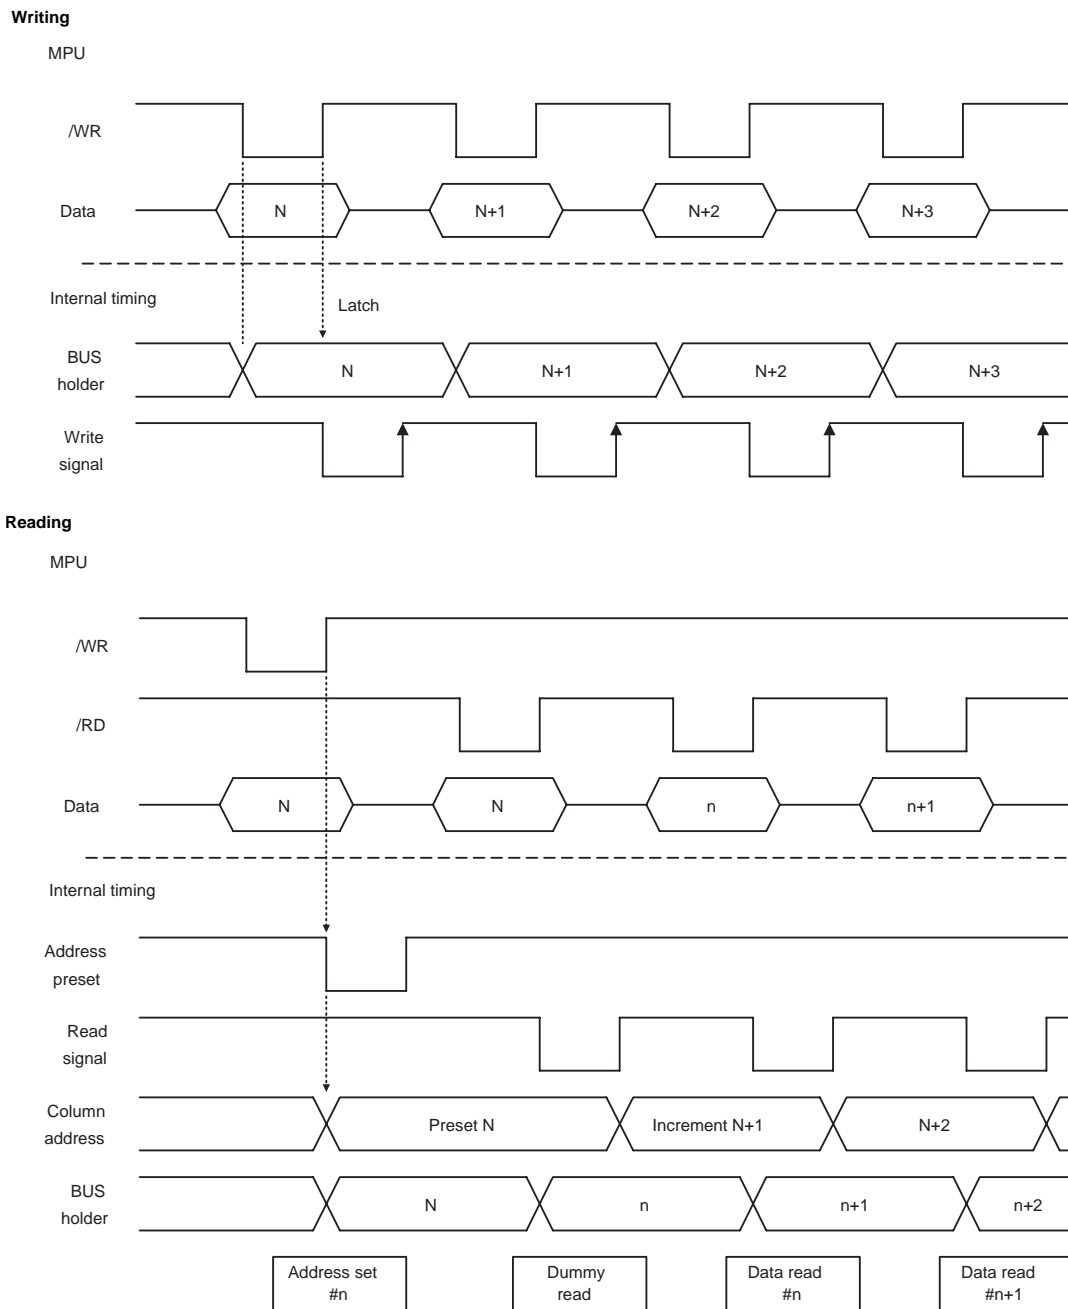 Writing
MPU
/WR
Data
N
N+1
N+2
N+3
Internal timing
Latch
BUS
holder
N
N+1
N+2
N+3
Write
signal
Reading
MPU
/WR
/RD
Data
N
N
n
n+1
Internal timing
Address
preset
Read
signal
Column
address
Preset N
Increment N+1
N+2
BUS
holder
N
n
n+1
n+2
Address set
#n
Dummy
read
Data read
#n
Data read
#n+1